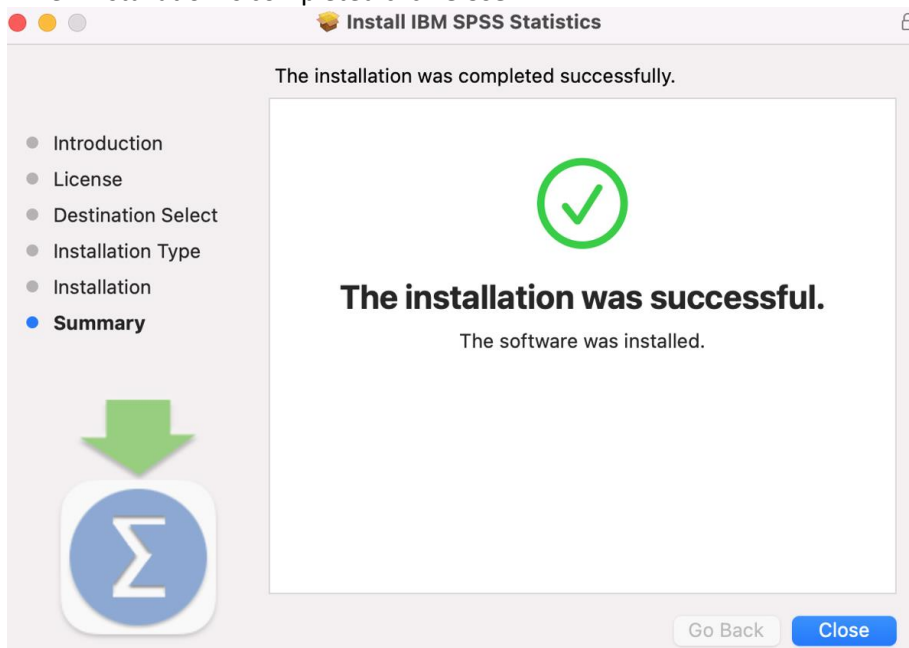 Install IBM SPSS Statistics
The installation was completed successfully.
Introduction
License
Destination Select
Installation Type
Installation
Summary
The installation was successful.
The software was installed.
Go Back
Close